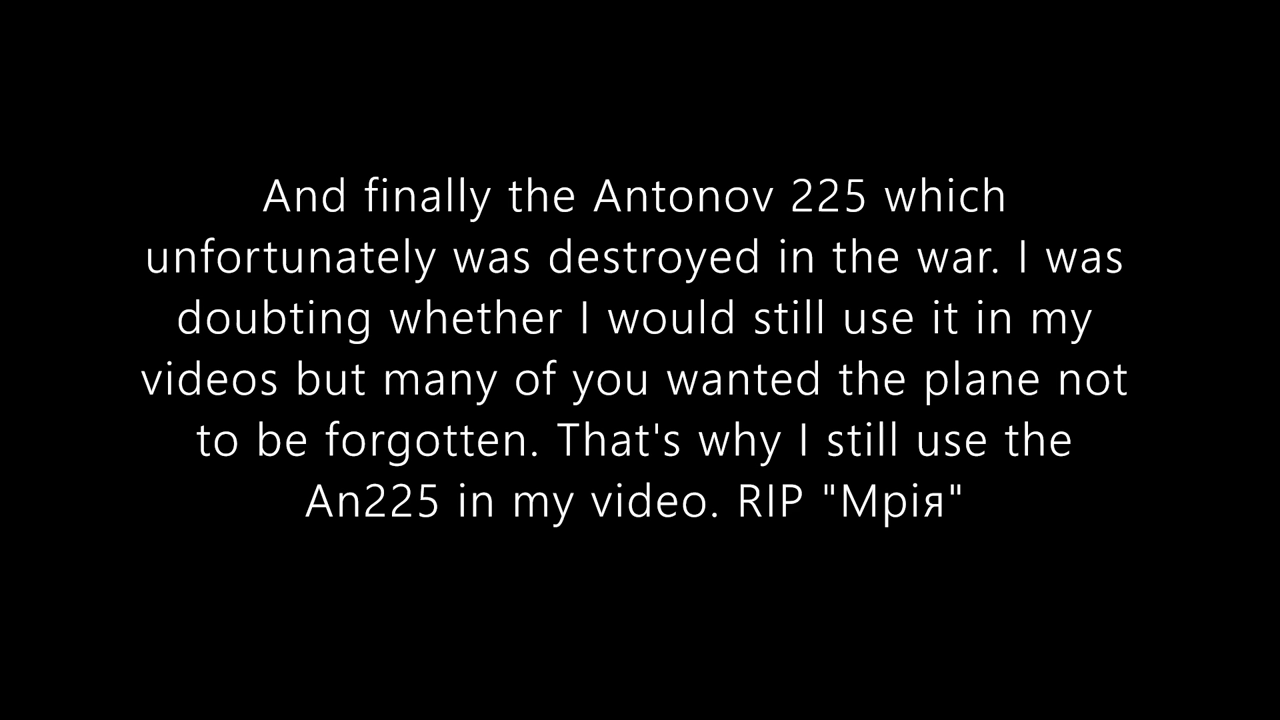 And finally the Antonov 225 which
unfortunately was destroyed in the war. I was
doubting whether I would still use it in my
videos but many of you wanted the plane not
to be forgotten. That's why I still use the
An225 in my video. RIP "Мрія"